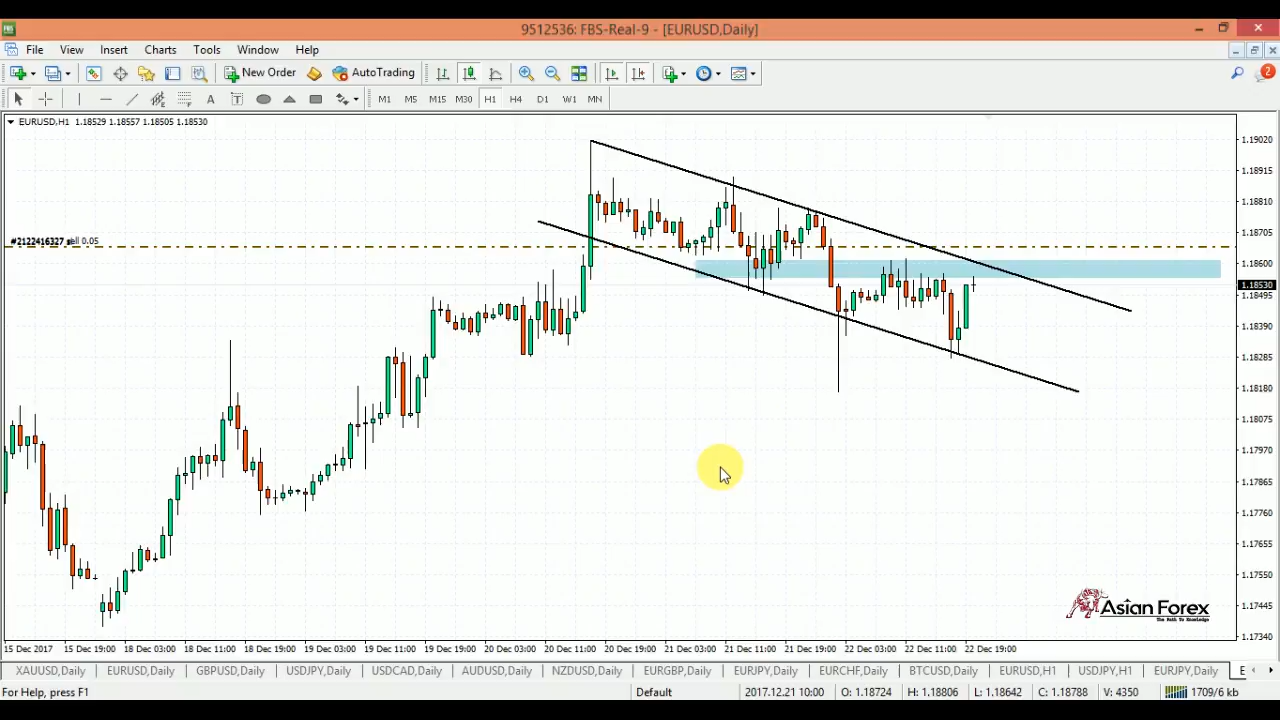 9512536: FBS-Real-9 - [EURUSD,Daily]
File View Insert Charts Tools Window Help 2
New Order AutoTrading
A T M1 M5 M15 M30 H1 H4 D1 W1 MN
EURUSD,H1 1.18529 1.18557 1.18505 1.18530
1.19020
1.18915
1.18810
1.18705
#2122416327 sell 0.05
1.18600
1.18530
1.18495
1.18390
1.18285
1.18180
1.18075
1.17970
1.17865
1.17760
1.17655
1.17550
1.17445
1.17340
Asian Forex
The Path To Knowledge
15 Dec 2017 15 Dec 19:00 18 Dec 03:00 18 Dec 11:00 18 Dec 19:00 19 Dec 03:00 19 Dec 11:00 19 Dec 19:00 20 Dec 03:00 20 Dec 11:00 20 Dec 19:00 21 Dec 03:00 21 Dec 11:00 21 Dec 19:00 22 Dec 03:00 22 Dec 11:00 22 Dec 19:00
XAUUSD,Daily EURUSD,Daily GBPUSD,Daily USDJPY,Daily USDCAD,Daily AUDUSD,Daily NZDUSD,Daily EURGBP,Daily EURJPY,Daily EURCHF,Daily BTCUSD,Daily EURUSD,H1 USDJPY,H1 EURJPY,Daily E
For Help, press F1 Default 2017.12.21 10:00 O: 1.18724 H: 1.18806 L: 1.18642 C: 1.18788 V: 4350 1709/6 kb